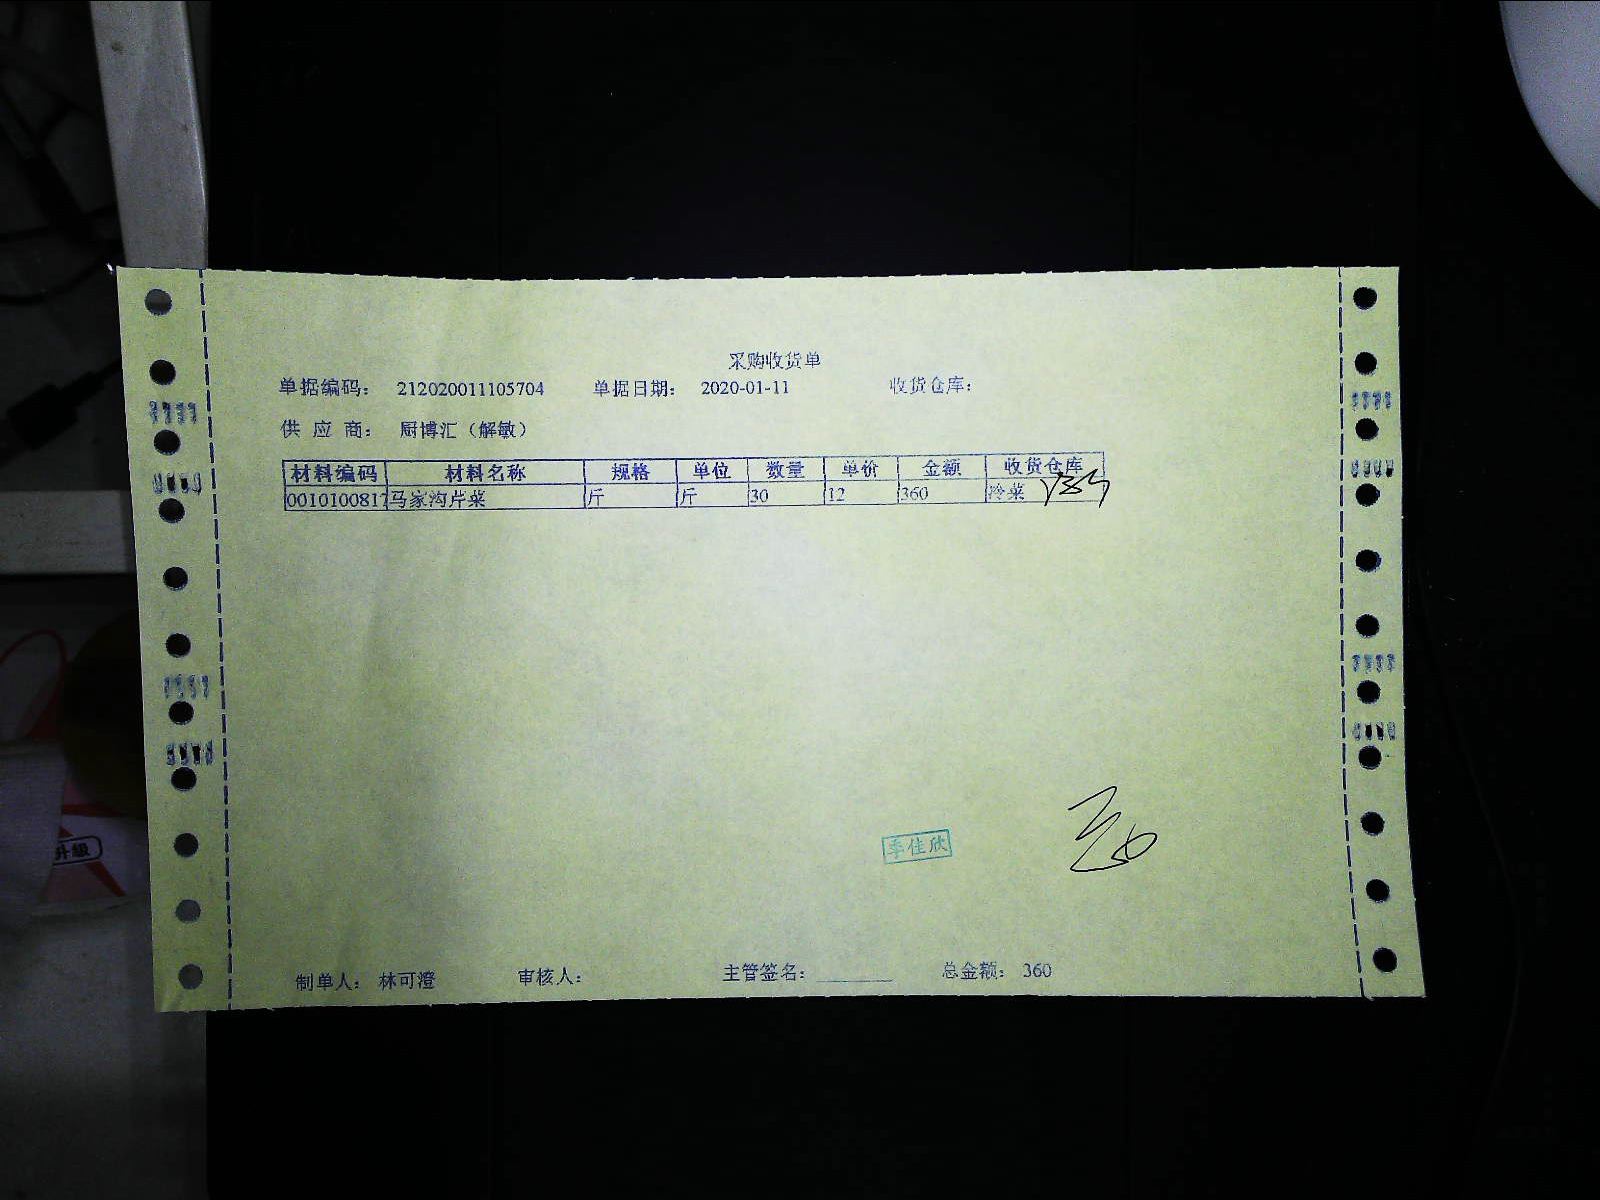 采购收货单
单据编码： 212020011105704 单据日期： 2020-01-11 收货仓库：
供应商： 厨博汇（解敏）
材料编码 材料名称 规格 单位 数量 单价 金额 收货仓库
0010100817 马家沟片菜 斤 斤 30 12 360 冷菜
季佳欣
制单人： 林可澄 审核人： 主管签名： 总金额： 360
升級